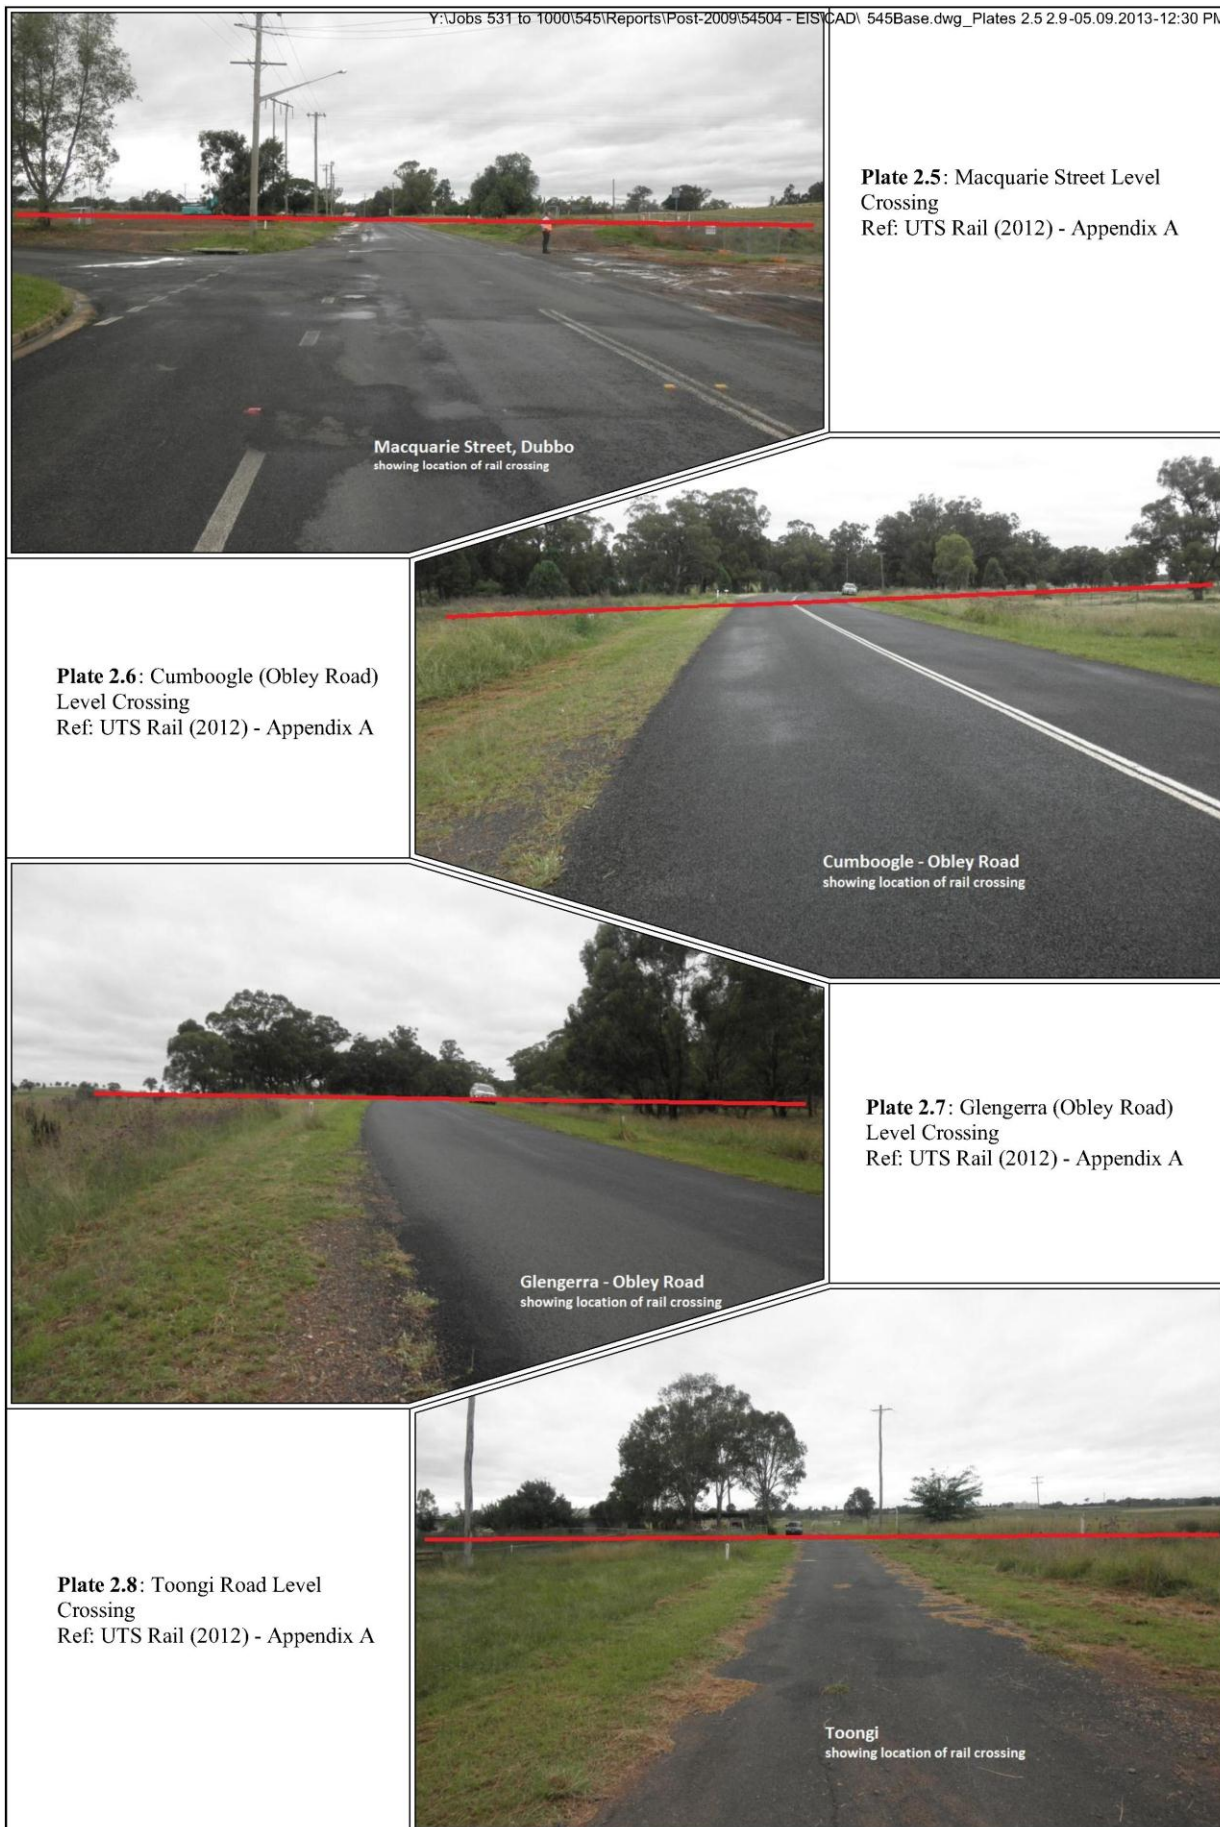 Y:\Jobs 531 to 1000\545\Reports\Post-2009\54504 - EIS\CAD\ 545Base.dwg_Plates 2.5 2.9-05.09.2013-12:30 PM
Plate 2.5: Macquarie Street Level
Crossing
Ref: UTS Rail (2012) - Appendix A
Macquarie Street, Dubbo
showing location of rail crossing
Plate 2.6: Cumboogle (Obley Road)
Level Crossing
Ref: UTS Rail (2012) - Appendix A
Cumboogle - Obley Road
showing location of rail crossing
Plate 2.7: Glengerra (Obley Road)
Level Crossing
Ref: UTS Rail (2012) - Appendix A
Glengerra - Obley Road
showing location of rail crossing
Plate 2.8: Toongi Road Level
Crossing
Ref: UTS Rail (2012) - Appendix A
Toongi
showing location of rail crossing